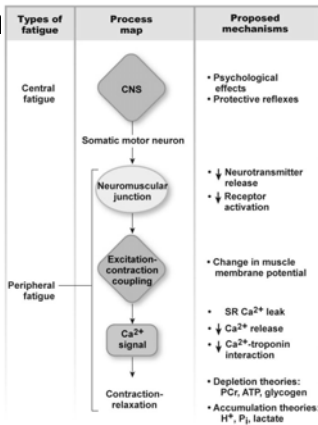 Types of
fatigue
Process
map
Proposed
mechanisms
Central
fatigue
CNS
• Psychological
effects
• Protective reflexes
Somatic motor neuron
Neuromuscular
junction
• ↓ Neurotransmitter
release
• ↓ Receptor
activation
Excitation-
contraction
coupling
• Change in muscle
membrane potential
Peripheral
fatigue
Ca²⁺
signal
• SR Ca²⁺ leak
• ↓ Ca²⁺ release
• ↓ Ca²⁺-troponin
interaction
Contraction-
relaxation
• Depletion theories:
PCr, ATP, glycogen
• Accumulation theories:
H⁺, Pᵢ, lactate